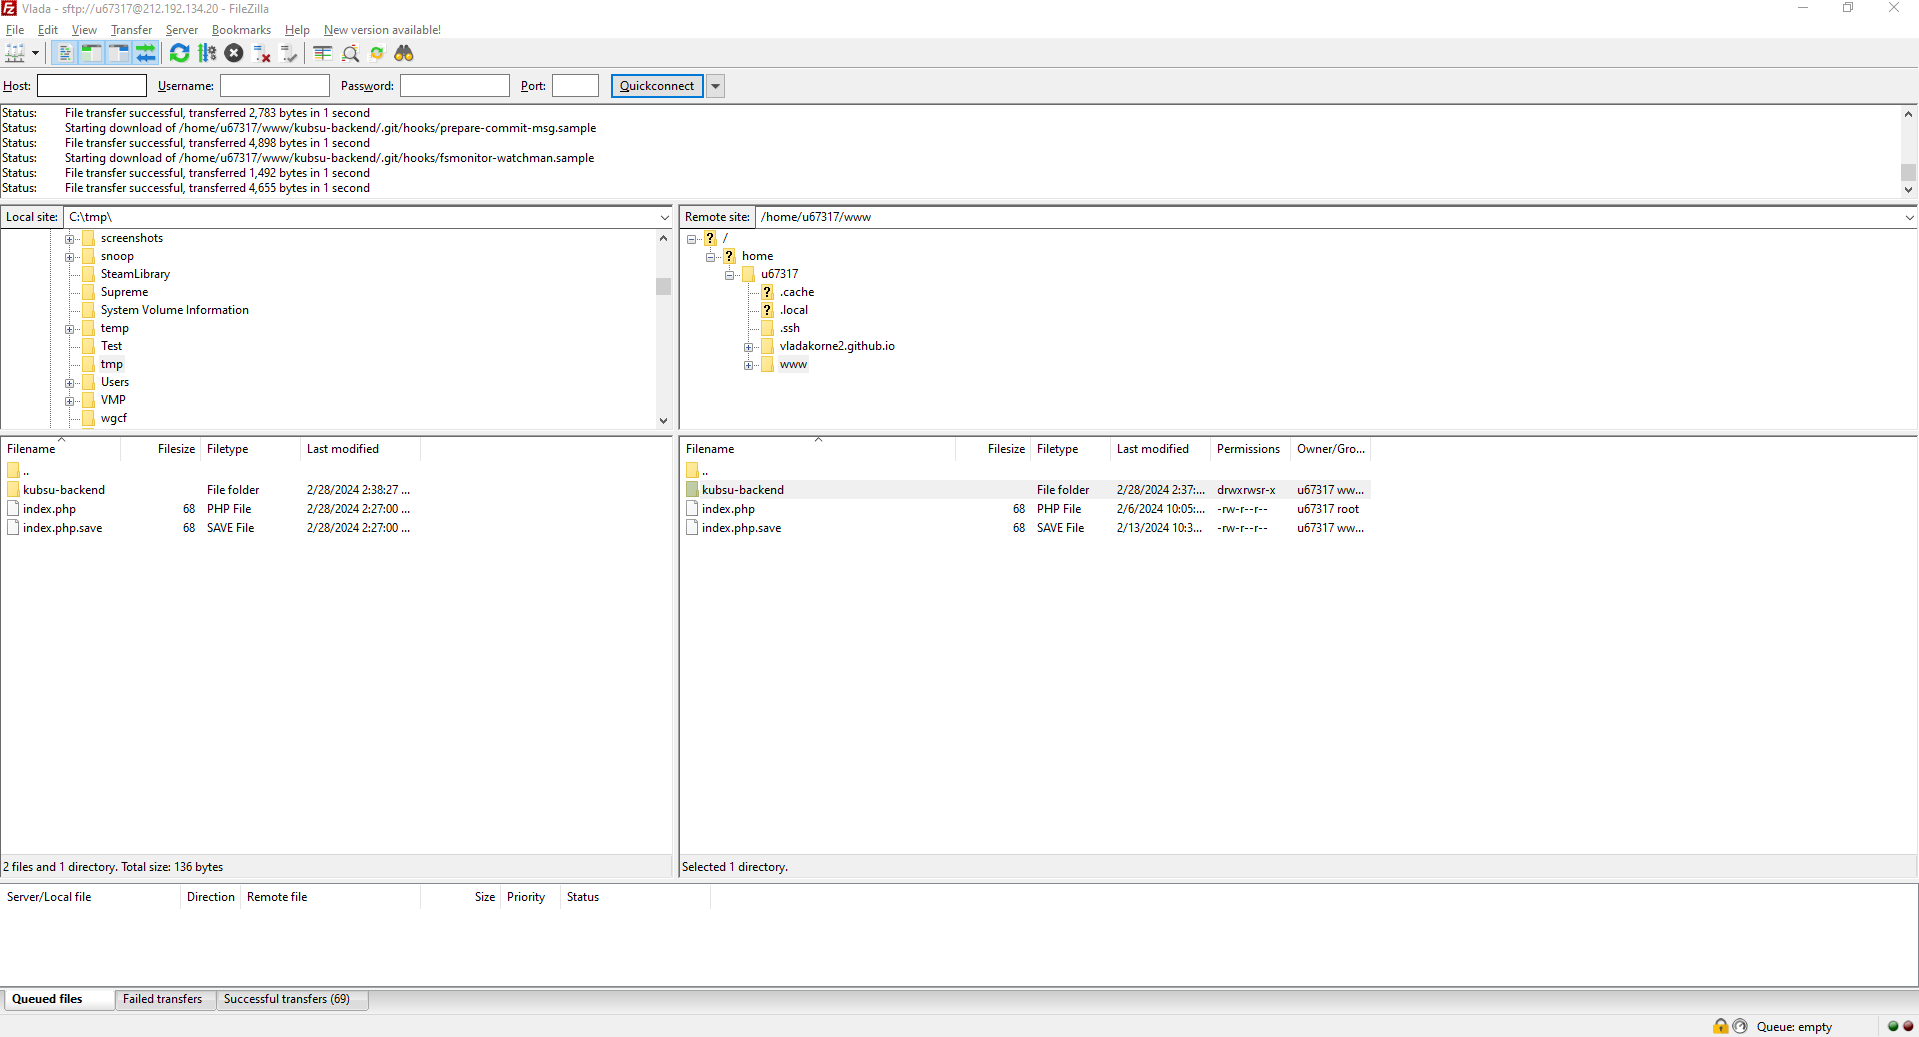 Vlada - sftp://u67317@212.192.134.20 - FileZilla
File Edit View Transfer Server Bookmarks Help New version available!
Host: Username: Password: Port: Quickconnect
Status: File transfer successful, transferred 2,783 bytes in 1 second
Status: Starting download of /home/u67317/www/kubsu-backend/.git/hooks/prepare-commit-msg.sample
Status: File transfer successful, transferred 4,898 bytes in 1 second
Status: Starting download of /home/u67317/www/kubsu-backend/.git/hooks/fsmonitor-watchman.sample
Status: File transfer successful, transferred 1,492 bytes in 1 second
Status: File transfer successful, transferred 4,655 bytes in 1 second
Local site: C:\tmp\
screenshots
snoop
SteamLibrary
Supreme
System Volume Information
temp
Test
tmp
Users
VMP
wgcf
Remote site: /home/u67317/www
/
home
u67317
.cache
.local
.ssh
vladakorne2.github.io
www
Filename Filesize Filetype Last modified
..
kubsu-backend File folder 2/28/2024 2:38:27 ...
index.php 68 PHP File 2/28/2024 2:27:00 ...
index.php.save 68 SAVE File 2/28/2024 2:27:00 ...
2 files and 1 directory. Total size: 136 bytes
Filename Filesize Filetype Last modified Permissions Owner/Gro...
..
kubsu-backend File folder 2/28/2024 2:37:... drwxrwsr-x u67317 ww...
index.php 68 PHP File 2/6/2024 10:05:... -rw-r--r-- u67317 root
index.php.save 68 SAVE File 2/13/2024 10:3... -rw-r--r-- u67317 ww...
Selected 1 directory.
Server/Local file Direction Remote file Size Priority Status
Queued files Failed transfers Successful transfers (69)
Queue: empty